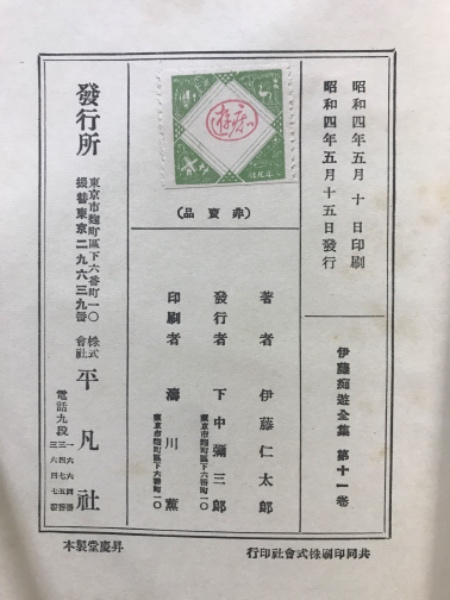 昭和四年五月十日印刷
昭和四年五月十五日發行
伊藤痴遊全集 第十一卷
痴遊
(非賣品)
著者 伊藤仁太郎
發行者 下中彌三郎
東京市麴町區下六番町一〇
印刷者 濤川薰
東京市麴町區下六番町一〇
發行所
東京市麴町區下六番町一〇
振替東京二九六三九番
株式會社 平凡社
電話九段
共同印刷株式會社印行
昇慶堂製本